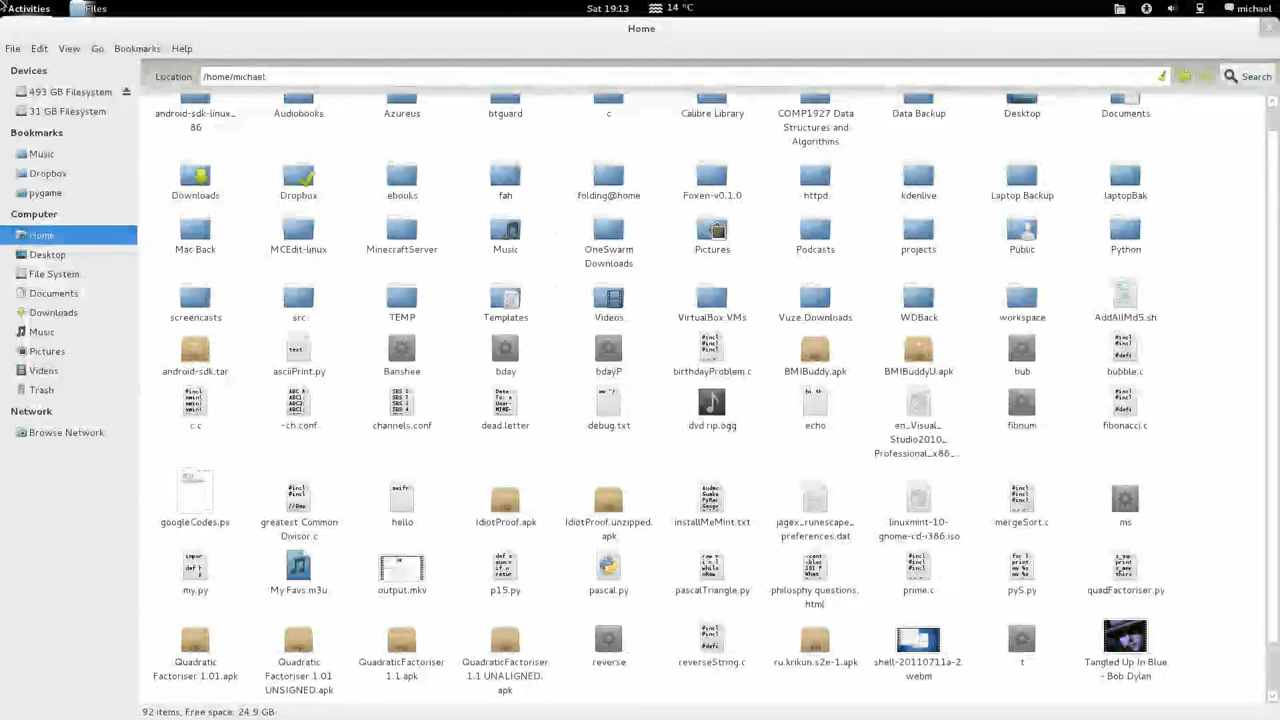 Activities Files Sat 19:13 14 °C michael
Home
File Edit View Go Bookmarks Help
Devices
493 GB Filesystem
31 GB Filesystem
Bookmarks
Music
Dropbox
pygame
Computer
Home
Desktop
File System
Documents
Downloads
Music
Pictures
Videos
Trash
Network
Browse Network
Location /home/michael Search
android-sdk-linux_
86
Audiobooks
Azureus
btguard
c
Calibre Library
COMP1927 Data
Structures and
Algorithms
Data Backup
Desktop
Documents
Downloads
Dropbox
ebooks
fah
folding@home
Foxen-v0.1.0
httpd
kdenlive
Laptop Backup
laptopBak
Mac Back
MCEdit-linux
MinecraftServer
Music
OneSwarm
Downloads
Pictures
Podcasts
projects
Public
Python
screencasts
src
TEMP
Templates
Videos
VirtualBox VMs
Vuze Downloads
WDBack
workspace
AddAllMd5.sh
android-sdk.tar
asciiPrint.py
Banshee
bday
bdayP
birthdayProblem.c
BMIBuddy.apk
BMIBuddyU.apk
bub
bubble.c
c.c
~ch.conf
channels.conf
dead.letter
debug.txt
dvd rip.ogg
echo
en_Visual_
Studio2010_
Professional_x86_...
fibnum
fibonacci.c
googleCodes.ps
greatest Common
Divisor.c
hello
IdiotProof.apk
IdiotProof.unzipped.
apk
installMeMint.txt
jagex_runescape_
preferences.dat
linuxmint-10-
gnome-cd-i386.iso
mergeSort.c
ms
my.py
My Favs.m3u
output.mkv
p15.py
pascal.py
pascalTriangle.py
philosphy questions.
html
prime.c
py5.py
quadFactoriser.py
Quadratic
Factoriser 1.01.apk
Quadratic
Factoriser 1.01
UNSIGNED.apk
QuadraticFactoriser
1.1.apk
QuadraticFactoriser
1.1 UNALIGNED.
apk
reverse
reverseString.c
ru.krikun.s2e-1.apk
shell-20110711a-2.
webm
t
Tangled Up In Blue
- Bob Dylan
92 items, Free space: 24.9 GB